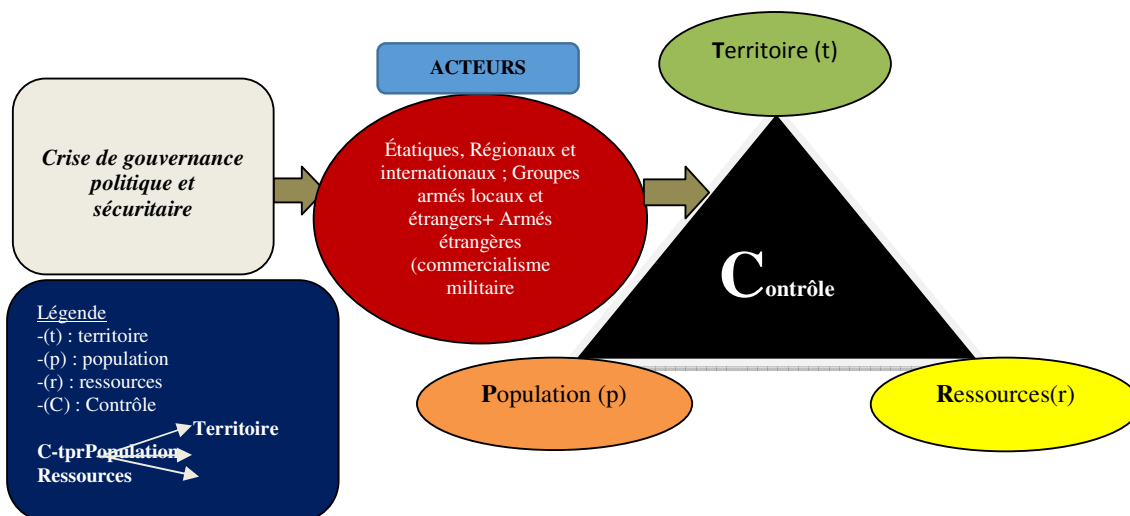 Crise de gouvernance
politique et
sécuritaire
ACTEURS
Étatiques, Régionaux et
internationaux ; Groupes
armés locaux et
étrangers+ Armés
étrangères
(commercialisme
militaire
Territoire (t)
Contrôle
Population (p)
Ressources(r)
Légende
-(t) : territoire
-(p) : population
-(r) : ressources
-(C) : Contrôle
Territoire
C-tprPopulation
Ressources